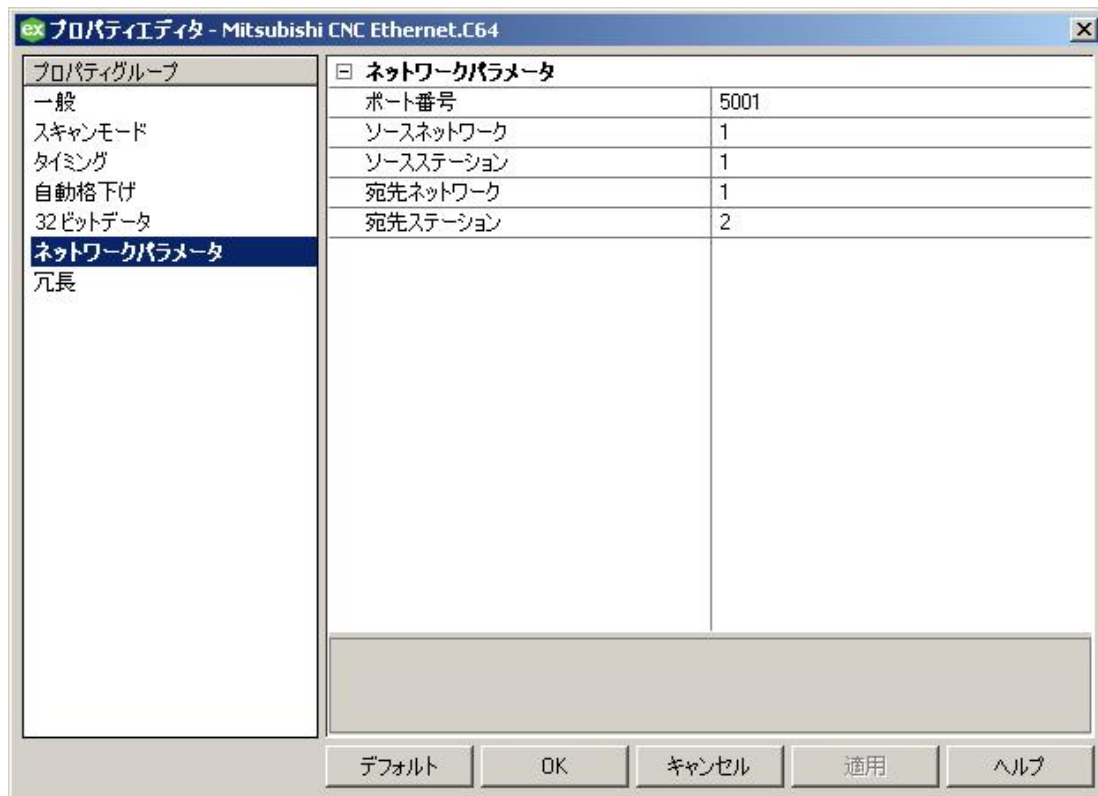 ex プロパティエディタ - Mitsubishi CNC Ethernet.C64
プロパティグループ
一般
スキャンモード
タイミング
自動格下げ
32 ビットデータ
ネットワークパラメータ
冗長
ネットワークパラメータ
ポート番号 5001
ソースネットワーク 1
ソースステーション 1
宛先ネットワーク 1
宛先ステーション 2
デフォルト OK キャンセル 適用 ヘルプ